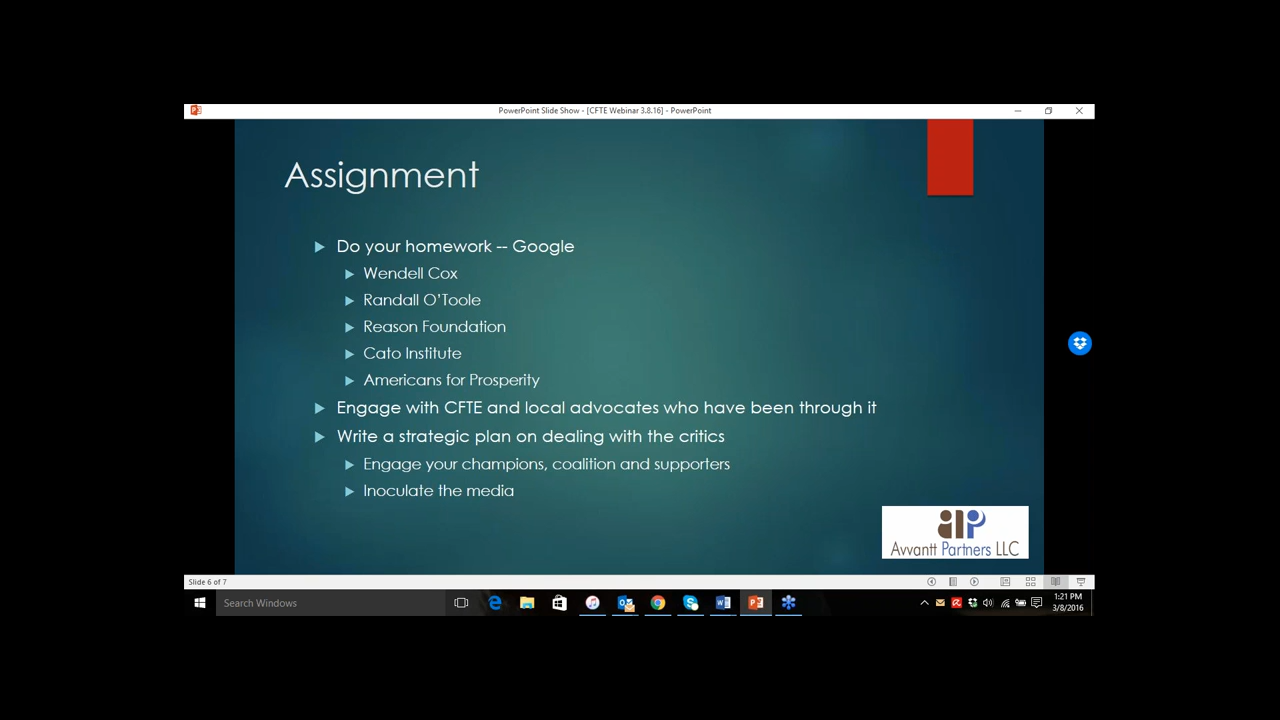 PowerPoint Slide Show - [CFTE Webinar 3.8.16] - PowerPoint
Assignment
Do your homework -- Google
Wendell Cox
Randall O’Toole
Reason Foundation
Cato Institute
Americans for Prosperity
Engage with CFTE and local advocates who have been through it
Write a strategic plan on dealing with the critics
Engage your champions, coalition and supporters
Inoculate the media
alp
Avvantt Partners LLC
Slide 6 of 7
Search Windows
1:21 PM
3/8/2016